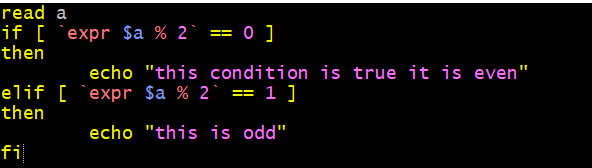 read a
if [ `expr $a % 2` == 0 ]
then
        echo "this condition is true it is even"
elif [ `expr $a % 2` == 1 ]
then
        echo "this is odd"
fi